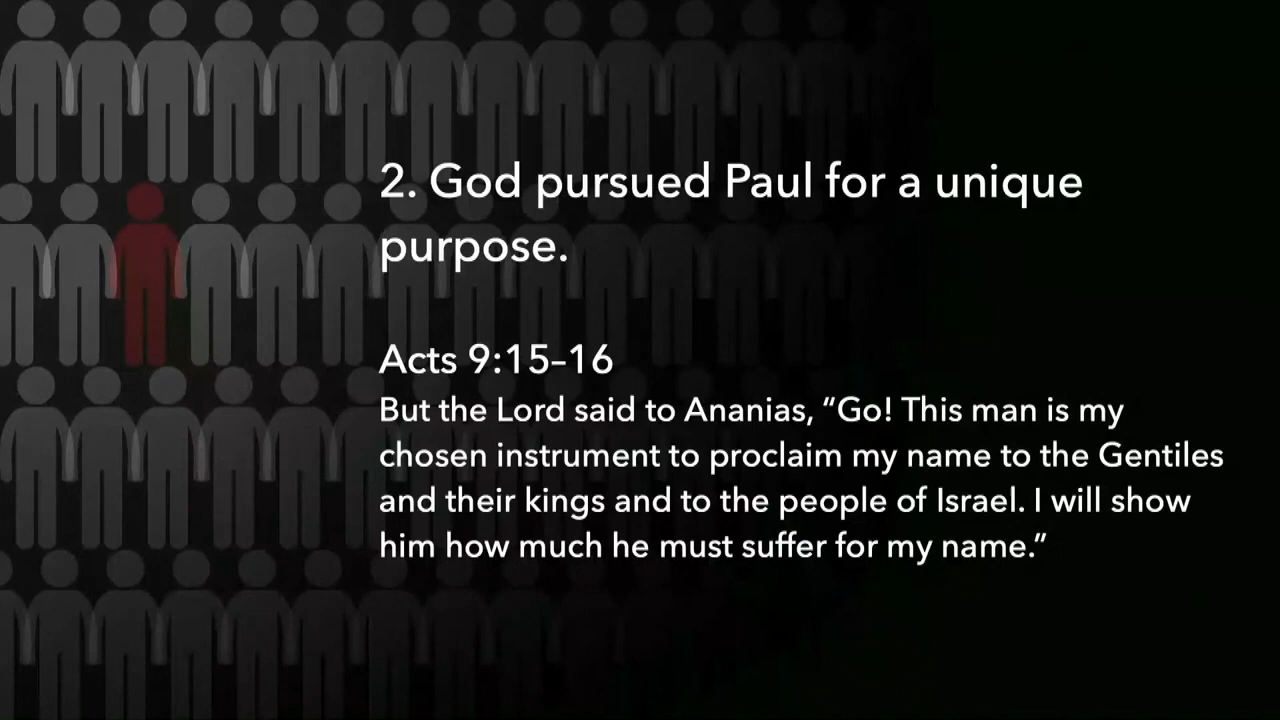 2. God pursued Paul for a unique
purpose.
Acts 9:15–16
But the Lord said to Ananias, “Go! This man is my
chosen instrument to proclaim my name to the Gentiles
and their kings and to the people of Israel. I will show
him how much he must suffer for my name.”